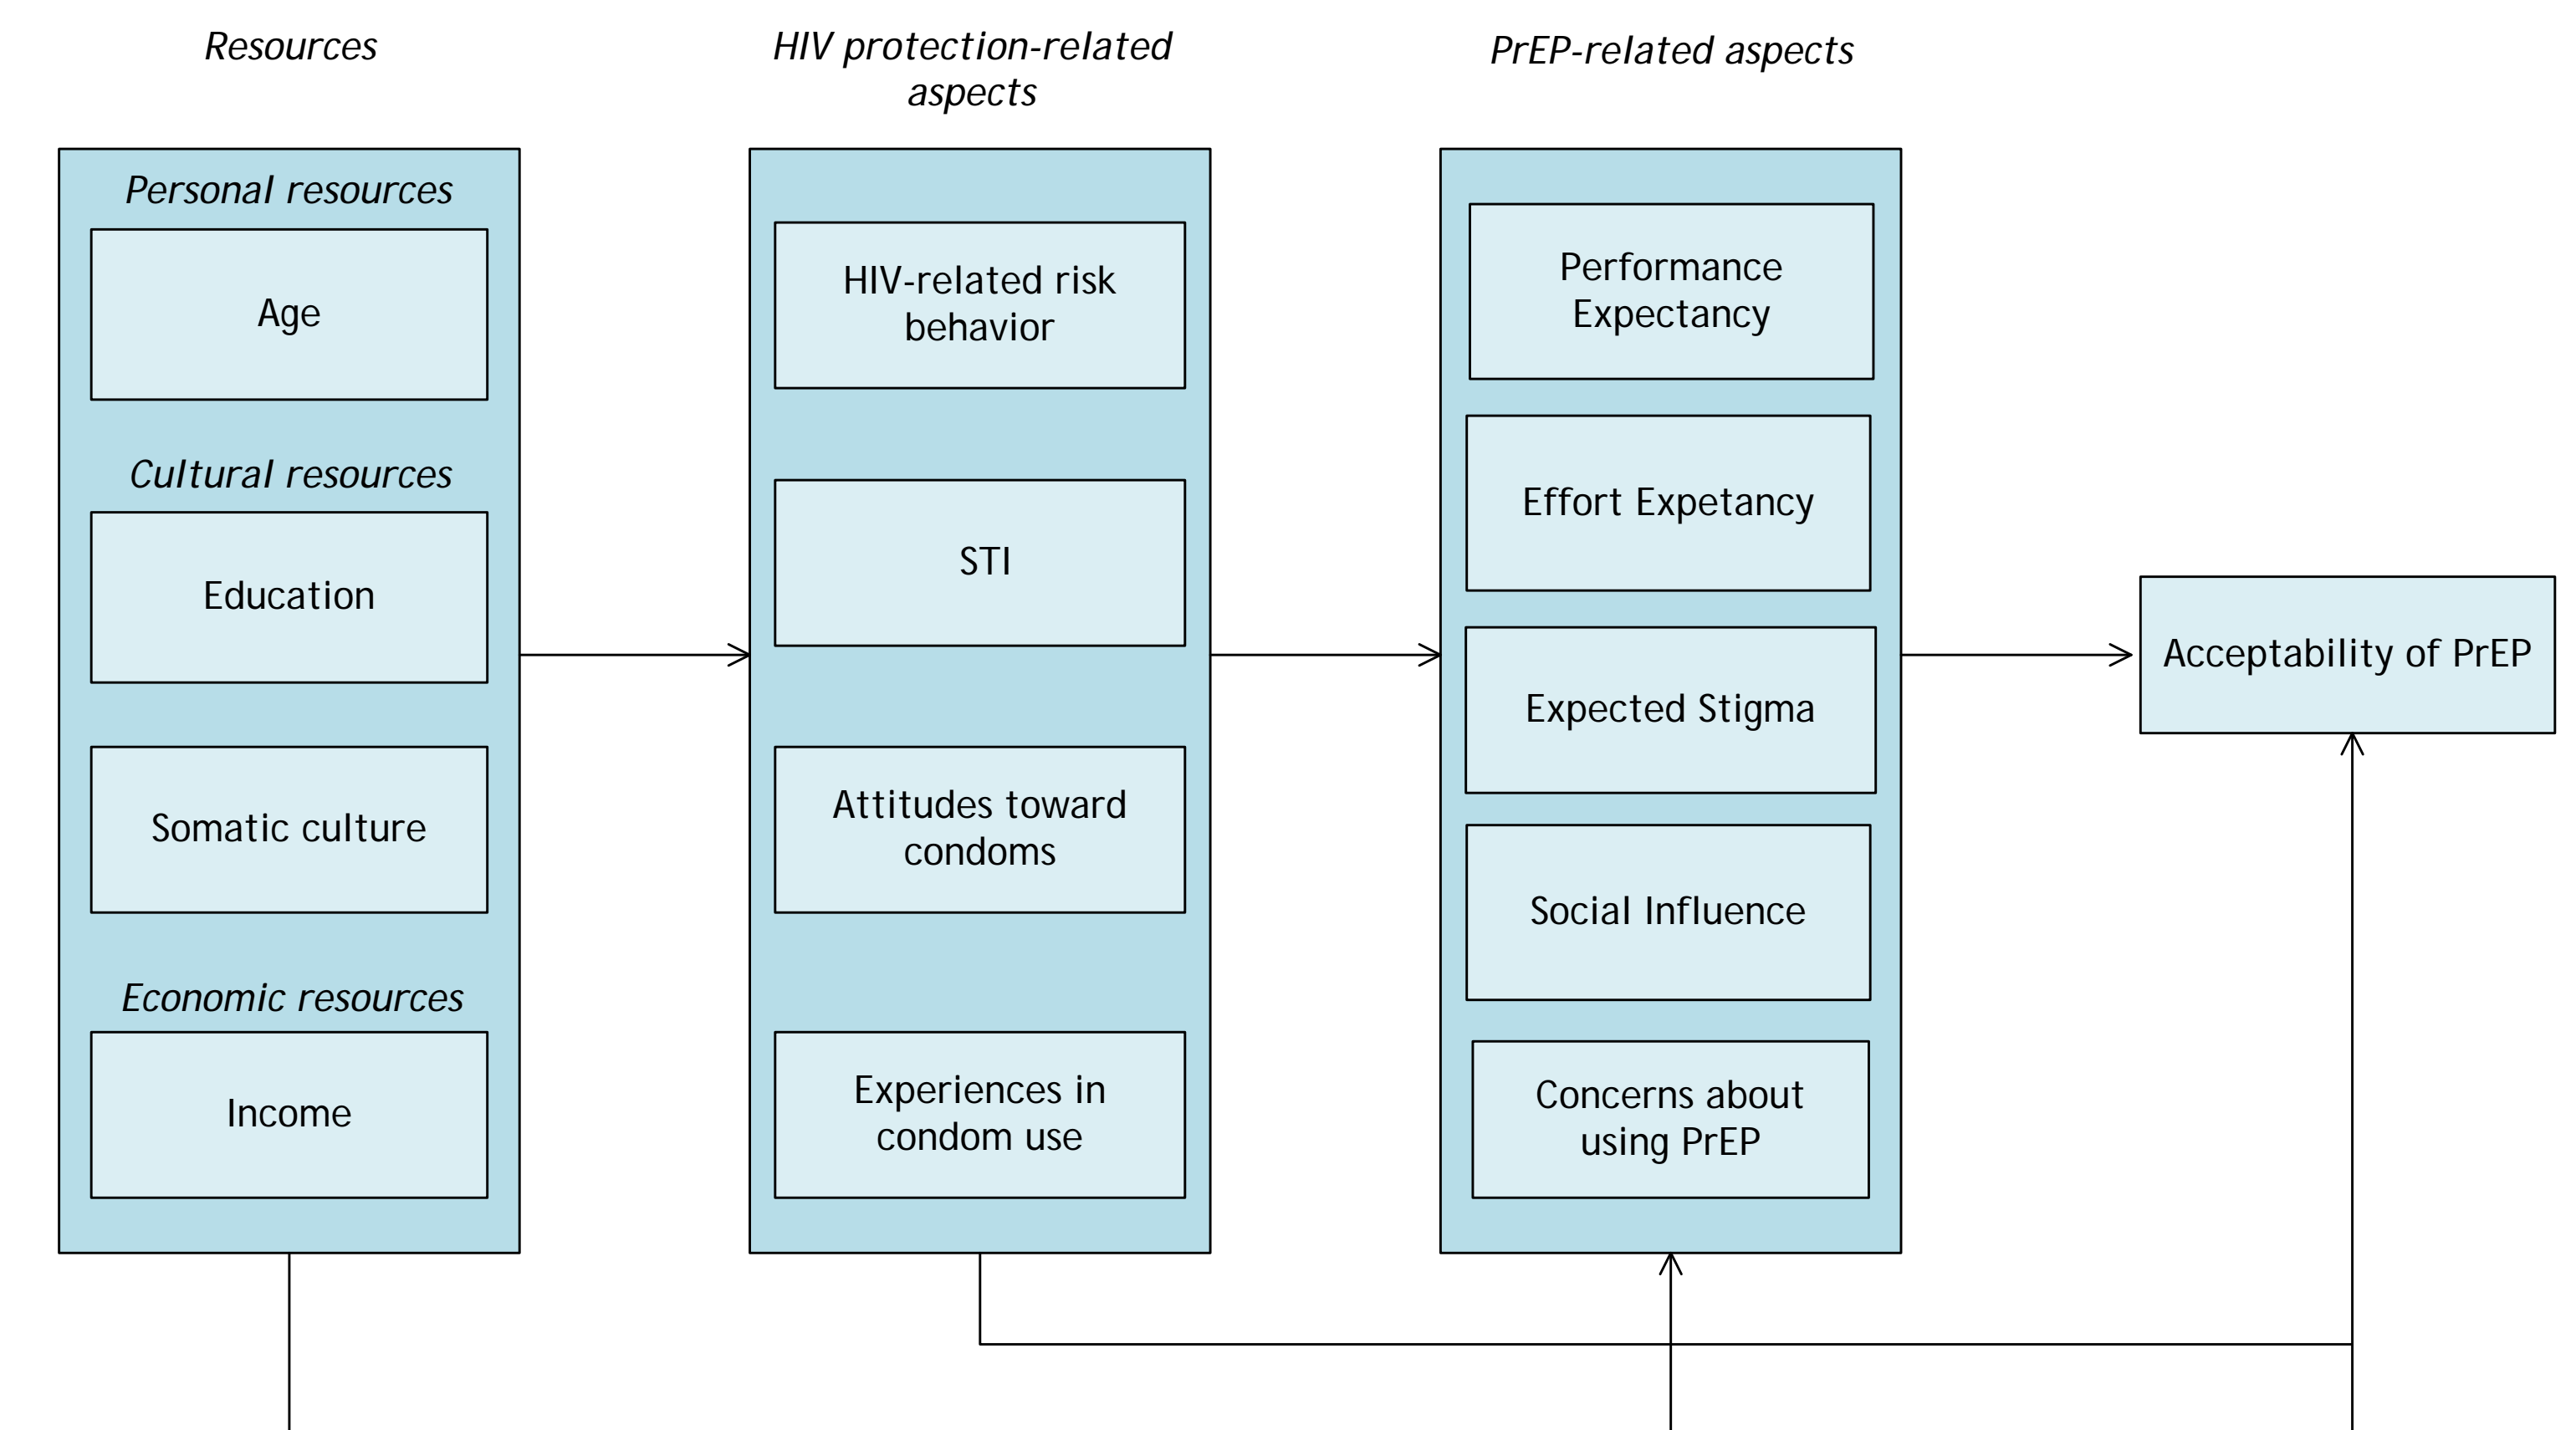 Resources
HIV protection-related
aspects
PrEP-related aspects
Personal resources
Age
Cultural resources
Education
Somatic culture
Economic resources
Income
HIV-related risk
behavior
STI
Attitudes toward
condoms
Experiences in
condom use
Performance
Expectancy
Effort Expetancy
Expected Stigma
Social Influence
Concerns about
using PrEP
Acceptability of PrEP